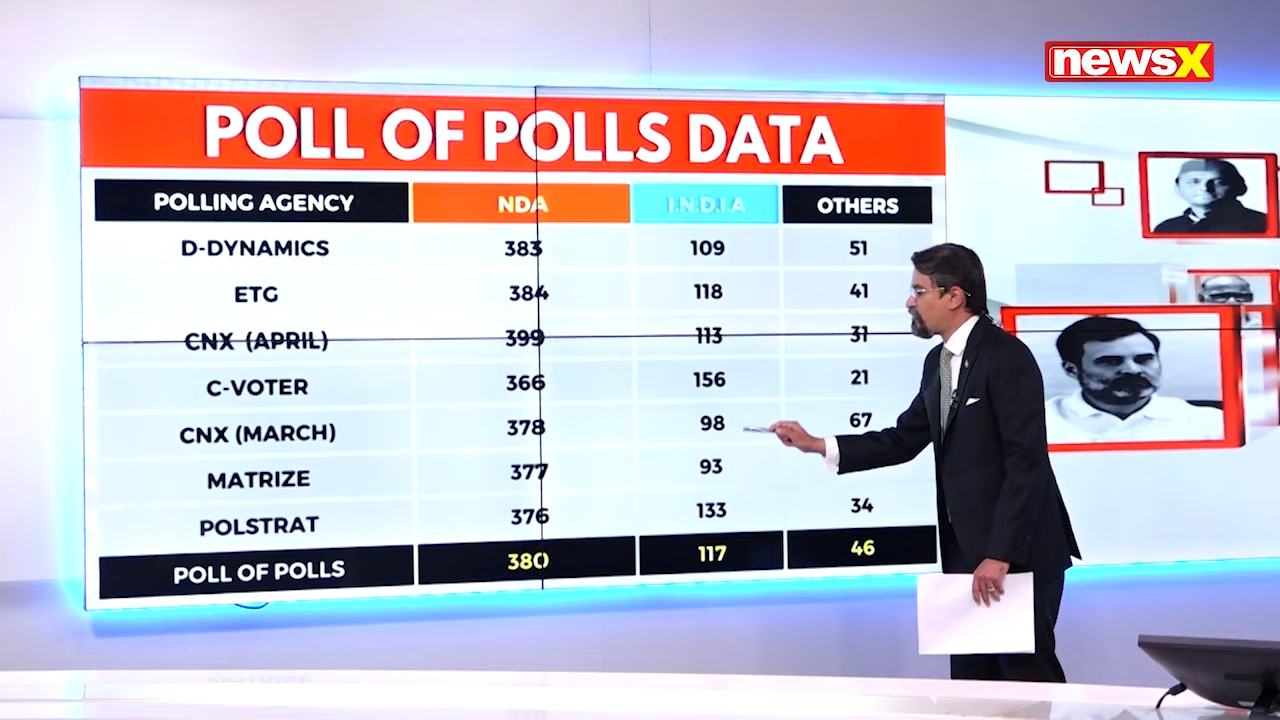 newsX
POLL OF POLLS DATA
POLLING AGENCY NDA I.N.D.I.A OTHERS
D-DYNAMICS 383 109 51
ETG 384 118 41
CNX (APRIL) 399 113 31
C-VOTER 366 156 21
CNX (MARCH) 378 98 67
MATRIZE 377 93
POLSTRAT 376 133 34
POLL OF POLLS 380 117 46